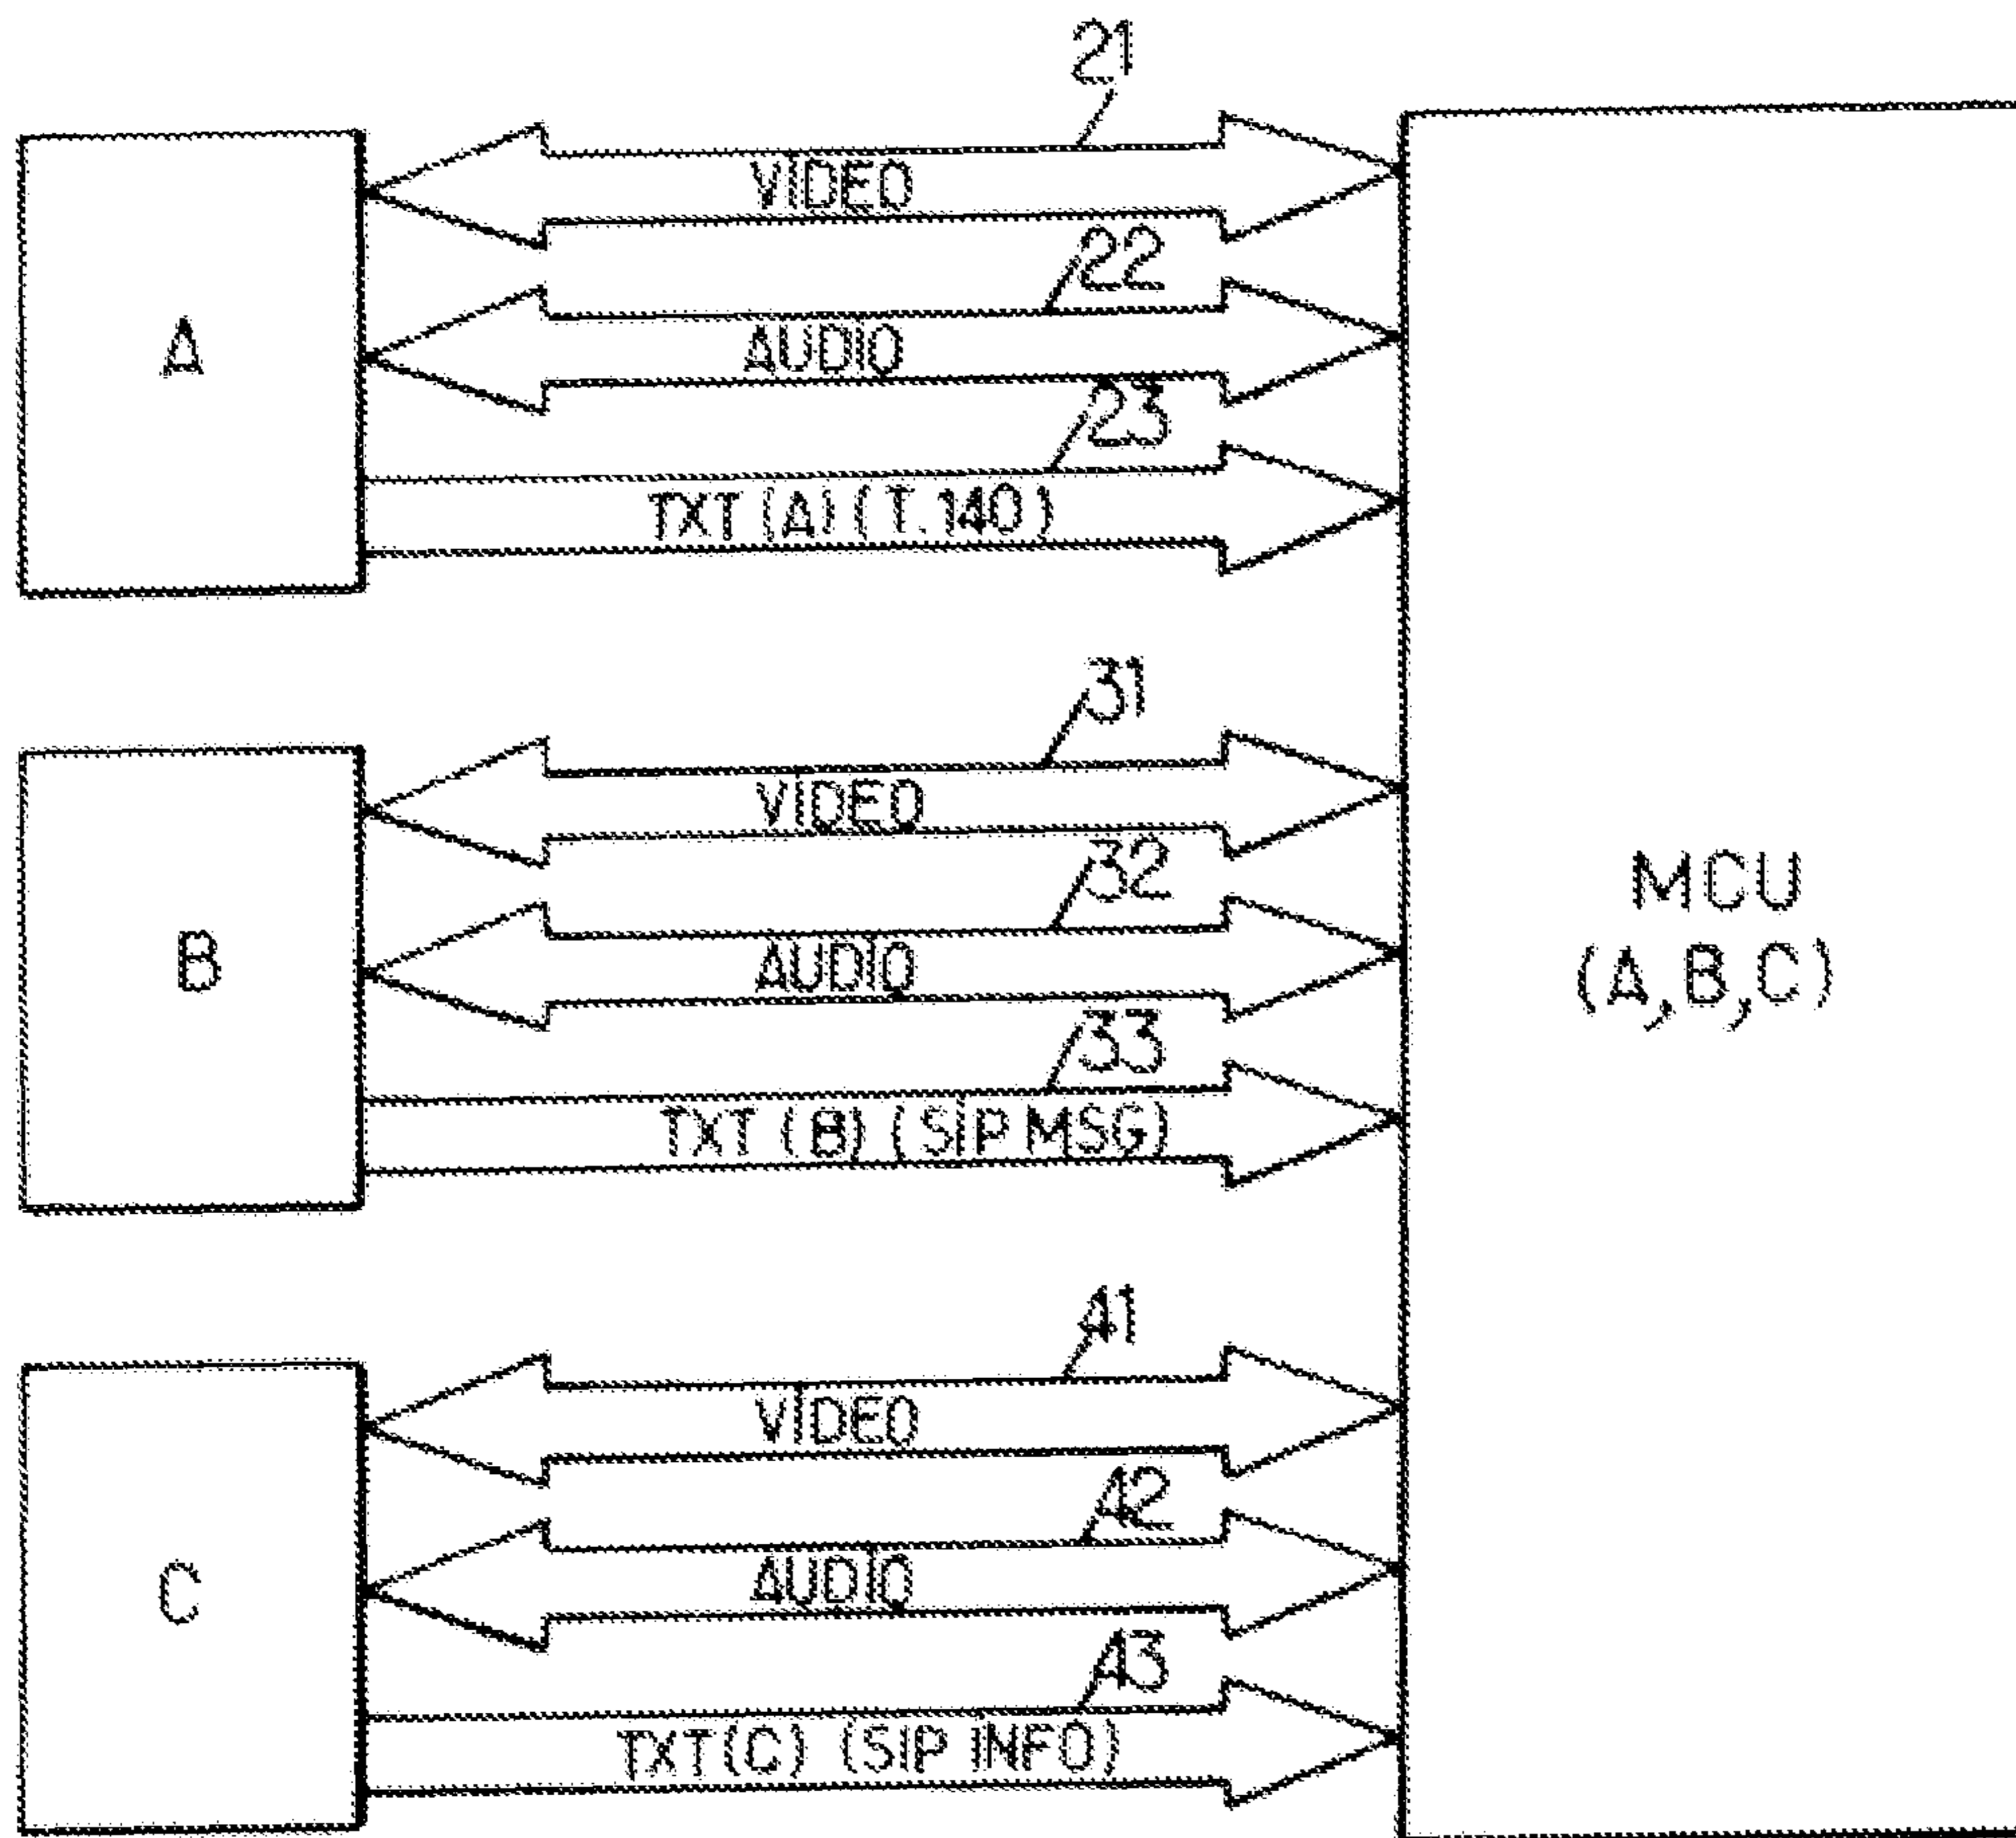 21
VIDEO
22
AUDIO
A
23
TXT (A) (T.140)
31
VIDEO
32
AUDIO
B
33
TXT (B) (SIP MSG)
MCU
(A,B,C)
41
VIDEO
42
AUDIO
C
43
TXT(C) (SIP INFO)